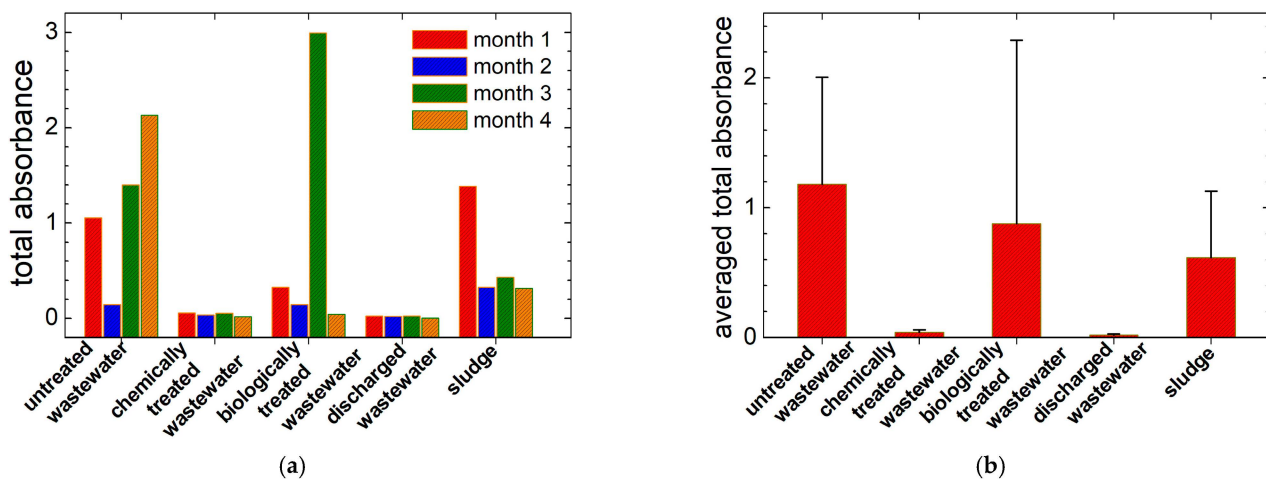 total absorbance
3
2
1
0
month 1
month 2
month 3
month 4
untreated
wastewater
chemically
treated
wastewater
biologically
treated
wastewater
discharged
wastewater
sludge
(a)
averaged total absorbance
2
1
0
untreated
wastewater
chemically
treated
wastewater
biologically
treated
wastewater
discharged
wastewater
sludge
(b)